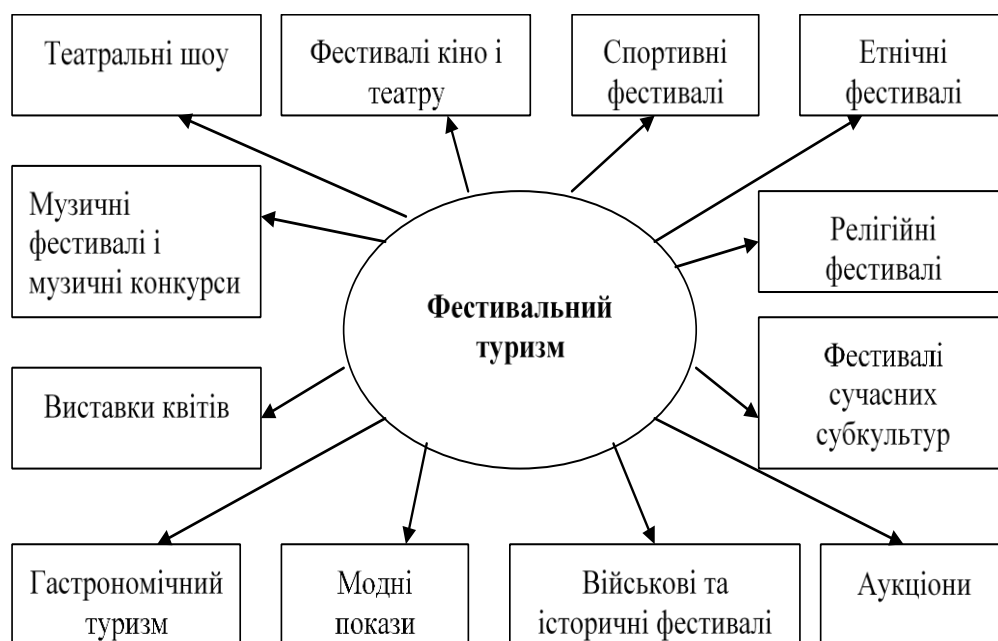 Театральні шоу
Фестивалі кіно і
театру
Спортивні
фестивалі
Етнічні
фестивалі
Музичні
фестивалі і
музичні конкурси
Релігійні
фестивалі
Фестивальний
туризм
Виставки квітів
Фестивалі
сучасних
субкультур
Гастрономічний
туризм
Модні
покази
Військові та
історичні фестивалі
Аукціони